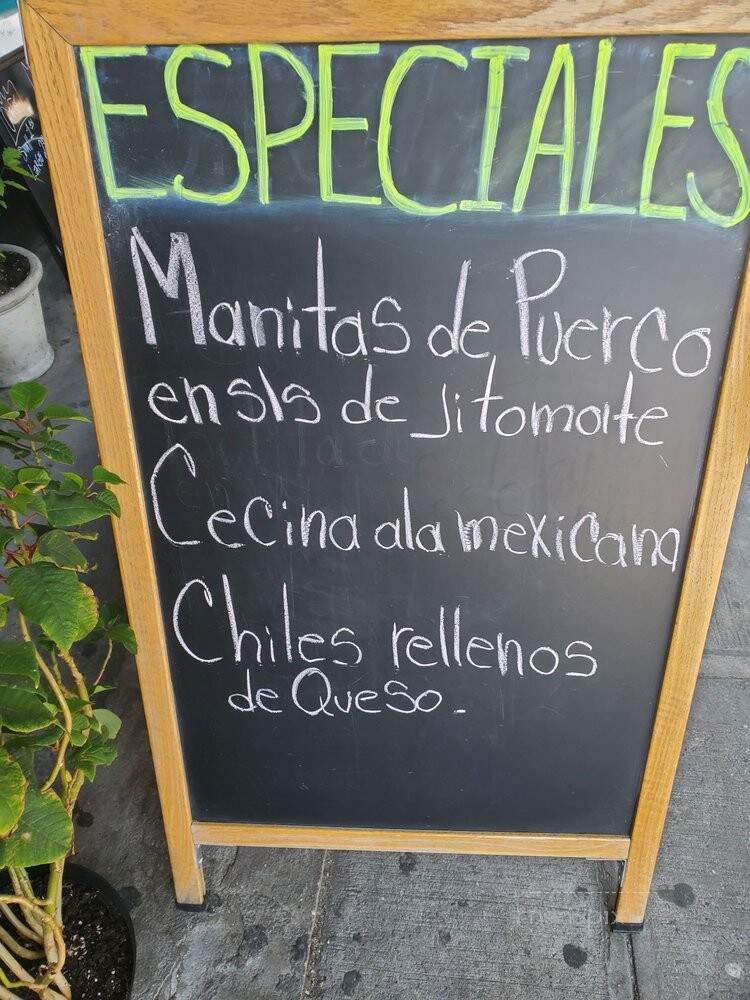 ESPECIALES
Manitas de Puerco
en sls de Jitomate
Cecina ala mexicana
Chiles rellenos
de Queso.